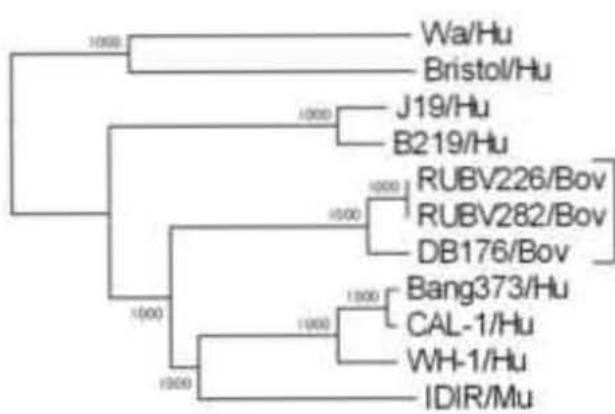 1000
Wa/Hu
Bristol/Hu
1000
J19/Hu
B219/Hu
1000
RUBV226/Bov
RUBV282/Bov
1000
DB176/Bov
1000
Bang373/Hu
CAL-1/Hu
1000
1000
WH-1/Hu
1000
IDIR/Mu